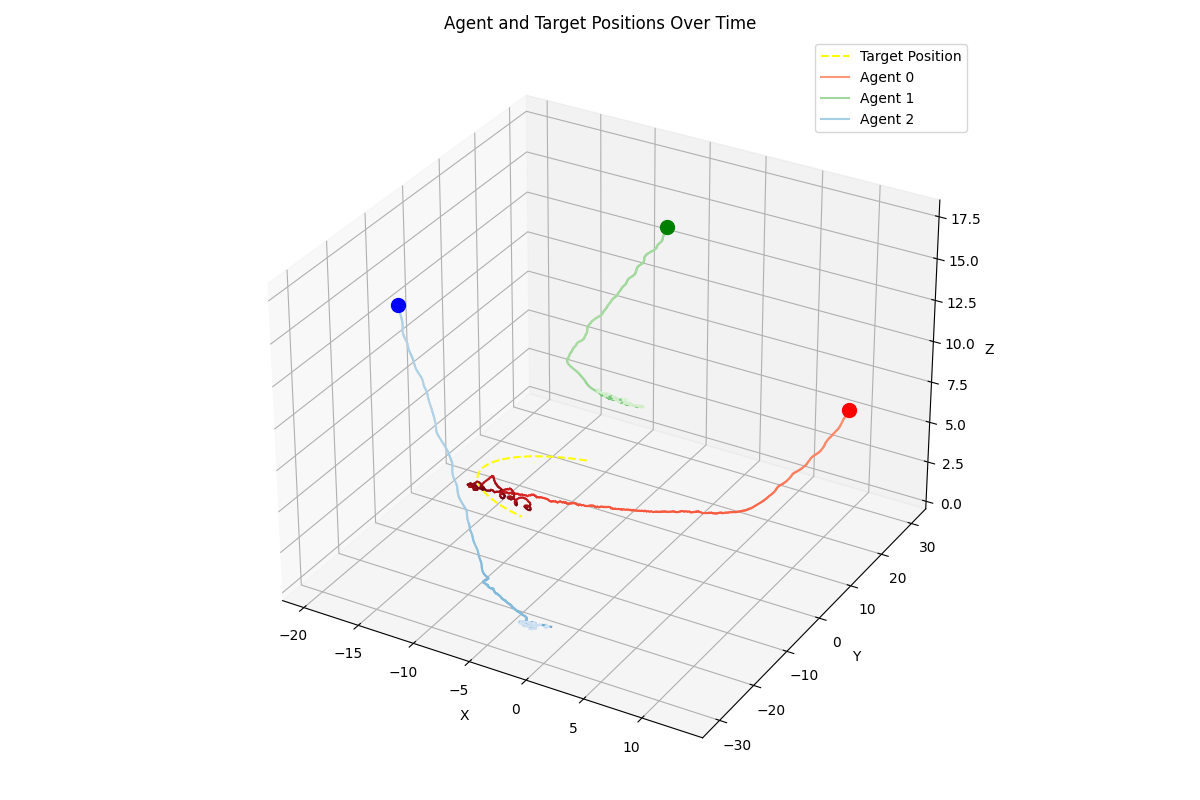 Agent and Target Positions Over Time
Target Position
Agent 0
Agent 1
Agent 2
17.5
15.0
12.5
10.0
7.5
5.0
2.5
0.0
Z
30
20
10
0
−10
−20
−30
Y
−20
−15
−10
−5
0
5
10
X